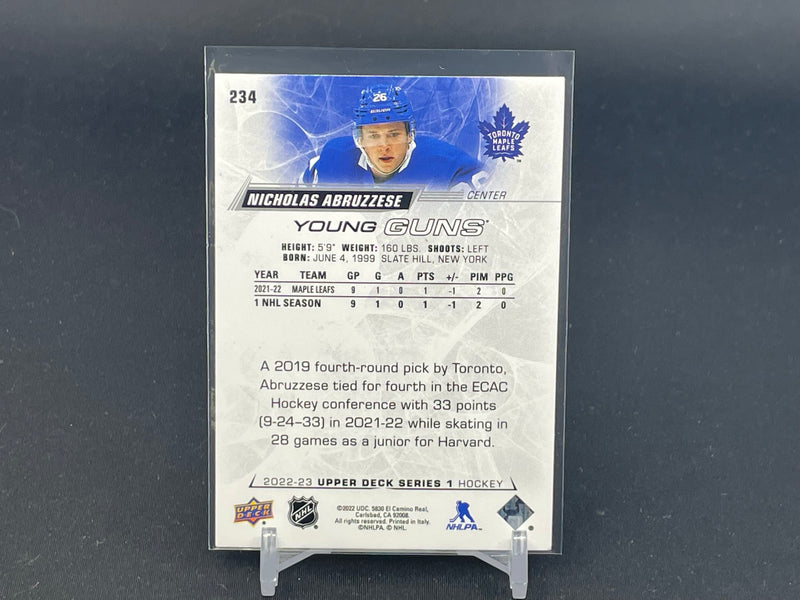 234
26
BAUER
TORONTO
MAPLE
LEAFS
TM
NICHOLAS ABRUZZESE
CENTER
YOUNG GUNS®
HEIGHT: 5'9" WEIGHT: 160 LBS. SHOOTS: LEFT
BORN: JUNE 4, 1999 SLATE HILL, NEW YORK
YEAR TEAM GP G A PTS +/- PIM PPG
2021-22 MAPLE LEAFS 9 1 0 1 -1 2 0
1 NHL SEASON 9 1 0 1 -1 2 0
A 2019 fourth-round pick by Toronto,
Abruzzese tied for fourth in the ECAC
Hockey conference with 33 points
(9-24–33) in 2021-22 while skating in
28 games as a junior for Harvard.
2022-23 UPPER DECK SERIES 1 HOCKEY
UPPER
DECK
NHL
©2022 UDC. 5830 El Camino Real,
Carlsbad, CA 92008.
All rights reserved. Printed in Italy.
©NHLPA. © NHL.
NHLPA